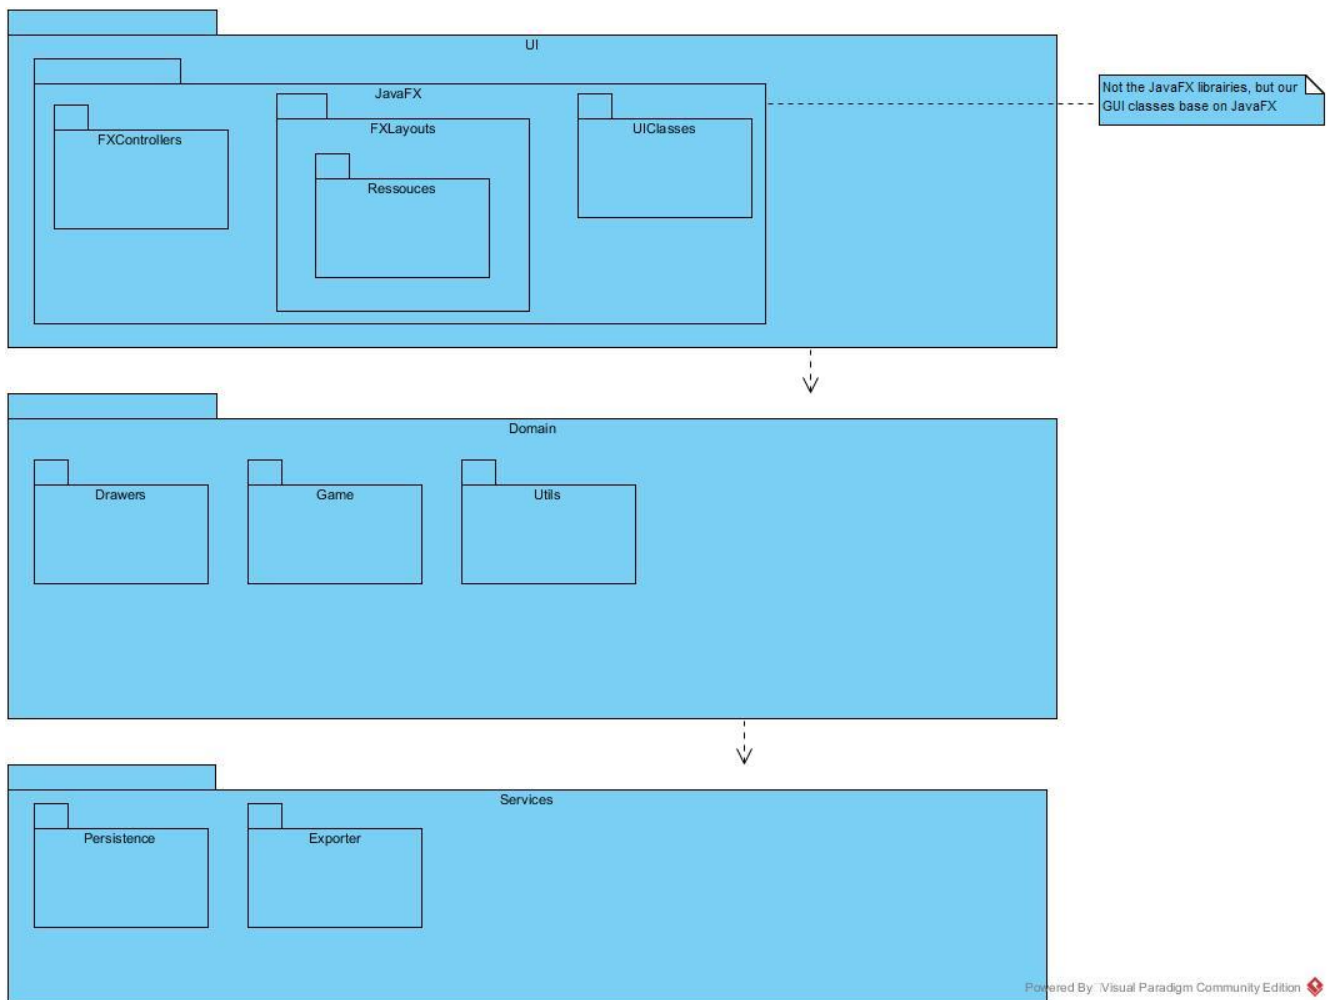 UI
Not the JavaFX librairies, but our
GUI classes base on JavaFX
JavaFX
FXControllers
FXLayouts
UIClasses
Ressouces
Domain
Drawers
Game
Utils
Services
Persistence
Exporter
Powered By Visual Paradigm Community Edition